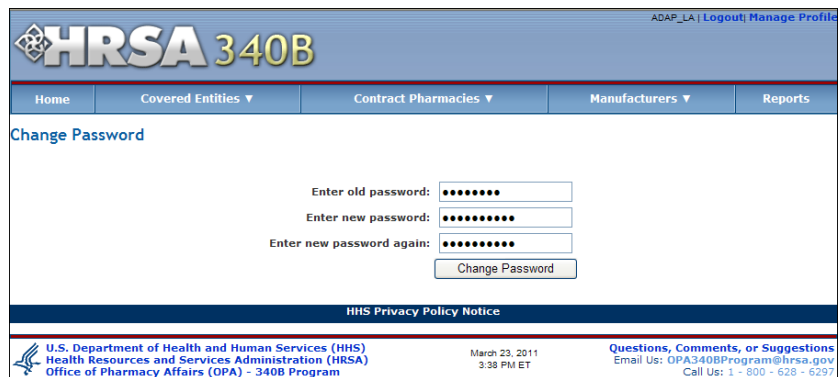 ADAP_LA | Logout| Manage Profile
HRSA 340B
Home Covered Entities ▼ Contract Pharmacies ▼ Manufacturers ▼ Reports
Change Password
Enter old password: ●●●●●●●●
Enter new password: ●●●●●●●●●●
Enter new password again: ●●●●●●●●●●
Change Password
HHS Privacy Policy Notice
U.S. Department of Health and Human Services (HHS)
Health Resources and Services Administration (HRSA)
Office of Pharmacy Affairs (OPA) - 340B Program
March 23, 2011
3:38 PM ET
Questions, Comments, or Suggestions
Email Us: OPA340BProgram@hrsa.gov
Call Us: 1 - 800 - 628 - 6297